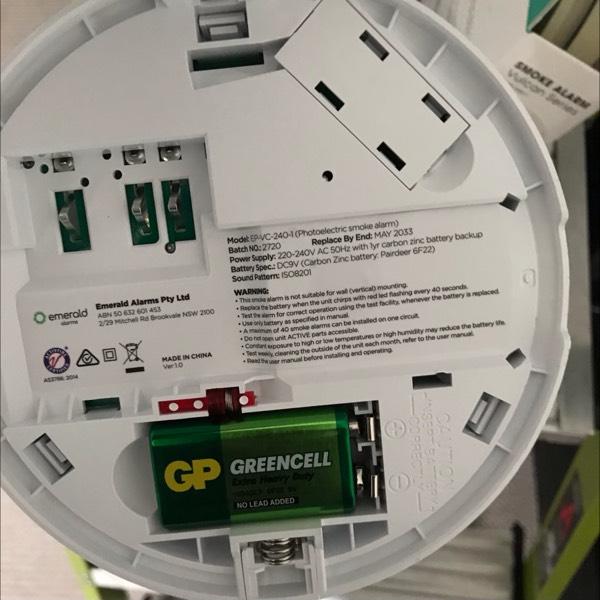 SMOKE ALARM
Vulcan Series
Model: EP-VC-240-1 (Photoelectric smoke alarm)
Batch NO.: 2720 Replace By End: MAY 2033
Power Supply: 220-240V AC 50Hz with 1yr carbon zinc battery backup
Battery Spec.: DC9V (Carbon Zinc battery: Pairdeer 6F22)
Sound Pattern: ISO8201
WARNING:
• This smoke alarm is not suitable for wall (vertical) mounting.
• Replace the battery when the unit chirps with red led flashing every 40 seconds.
• Test the alarm for correct operation using the test facility, whenever the battery is replaced.
• Use only battery as specified in manual.
• A maximum of 40 smoke alarms can be installed on one circuit.
• Do not open unit ACTIVE parts accessible.
• Constant exposure to high or low temperatures or high humidity may reduce the battery life.
• Test weekly, cleaning the outside of the unit each month, refer to the user manual.
• Read the user manual before installing and operating.
emerald
alarms
Emerald Alarms Pty Ltd
ABN 50 632 601 453
2/29 Mitchell Rd Brookvale NSW 2100
AS3786: 2014
MADE IN CHINA
Ver:1.0
GP GREENCELL
Extra Heavy Duty
NO LEAD ADDED
CAUTION